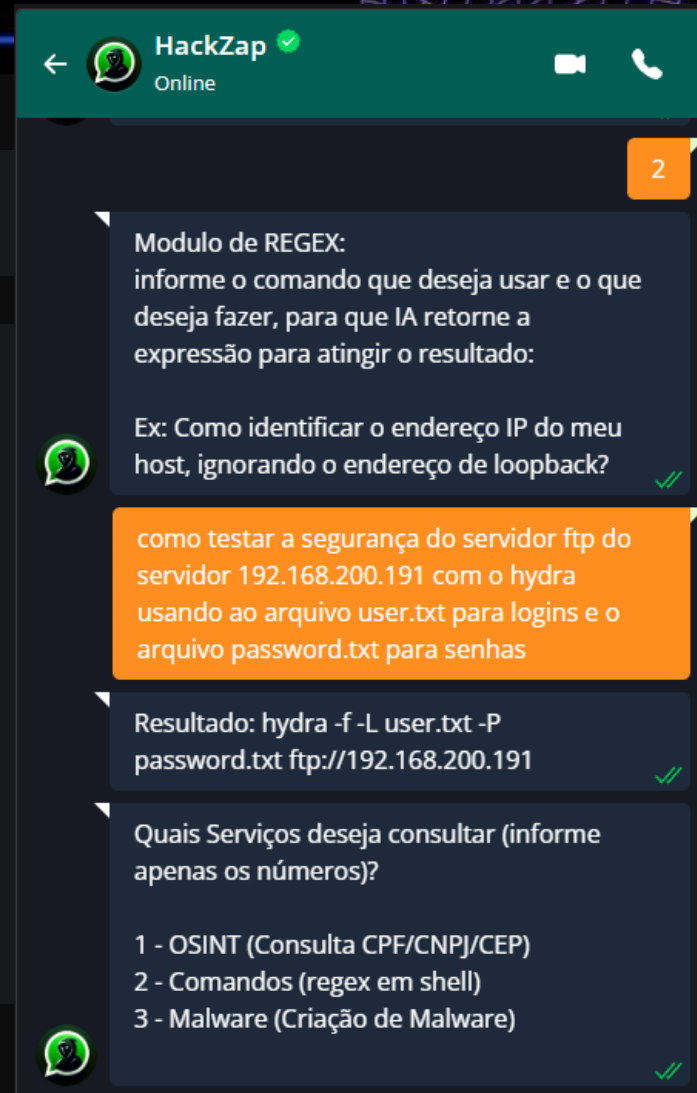 HackZap
Online
2
Modulo de REGEX:
informe o comando que deseja usar e o que
deseja fazer, para que IA retorne a
expressão para atingir o resultado:
Ex: Como identificar o endereço IP do meu
host, ignorando o endereço de loopback?
como testar a segurança do servidor ftp do
servidor 192.168.200.191 com o hydra
usando ao arquivo user.txt para logins e o
arquivo password.txt para senhas
Resultado: hydra -f -L user.txt -P
password.txt ftp://192.168.200.191
Quais Serviços deseja consultar (informe
apenas os números)?
1 - OSINT (Consulta CPF/CNPJ/CEP)
2 - Comandos (regex em shell)
3 - Malware (Criação de Malware)